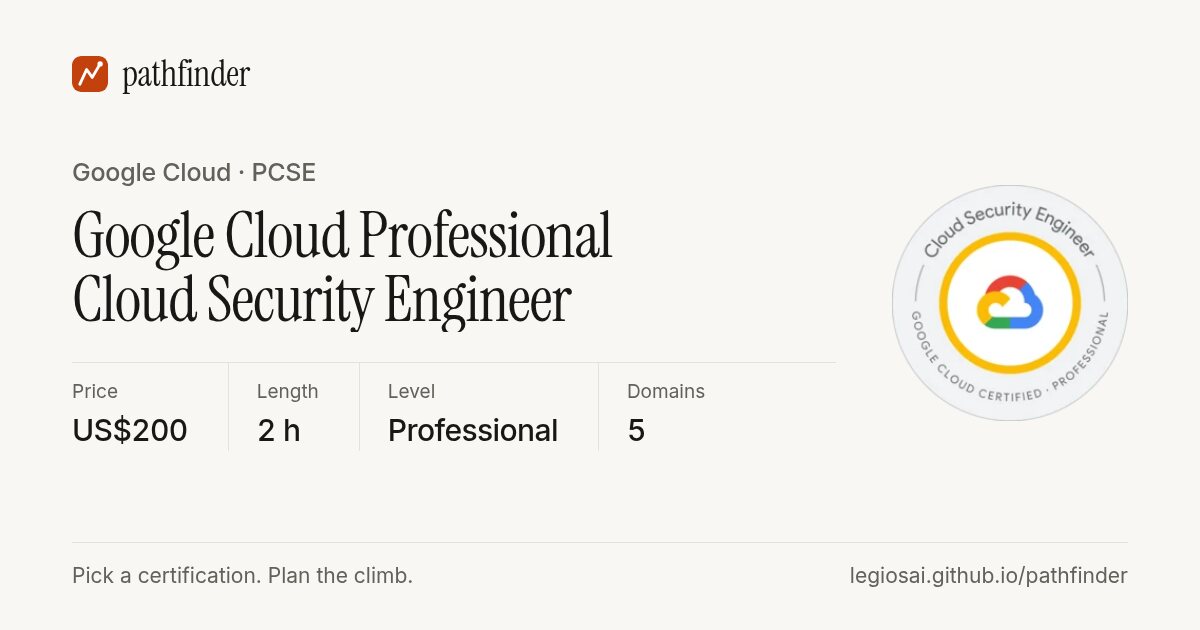 pathfinder
Google Cloud · PCSE
Google Cloud Professional
Cloud Security Engineer
Price
US$200
Length
2 h
Level
Professional
Domains
5
Cloud Security Engineer
GOOGLE CLOUD CERTIFIED · PROFESSIONAL
Pick a certification. Plan the climb.
legiosai.github.io/pathfinder